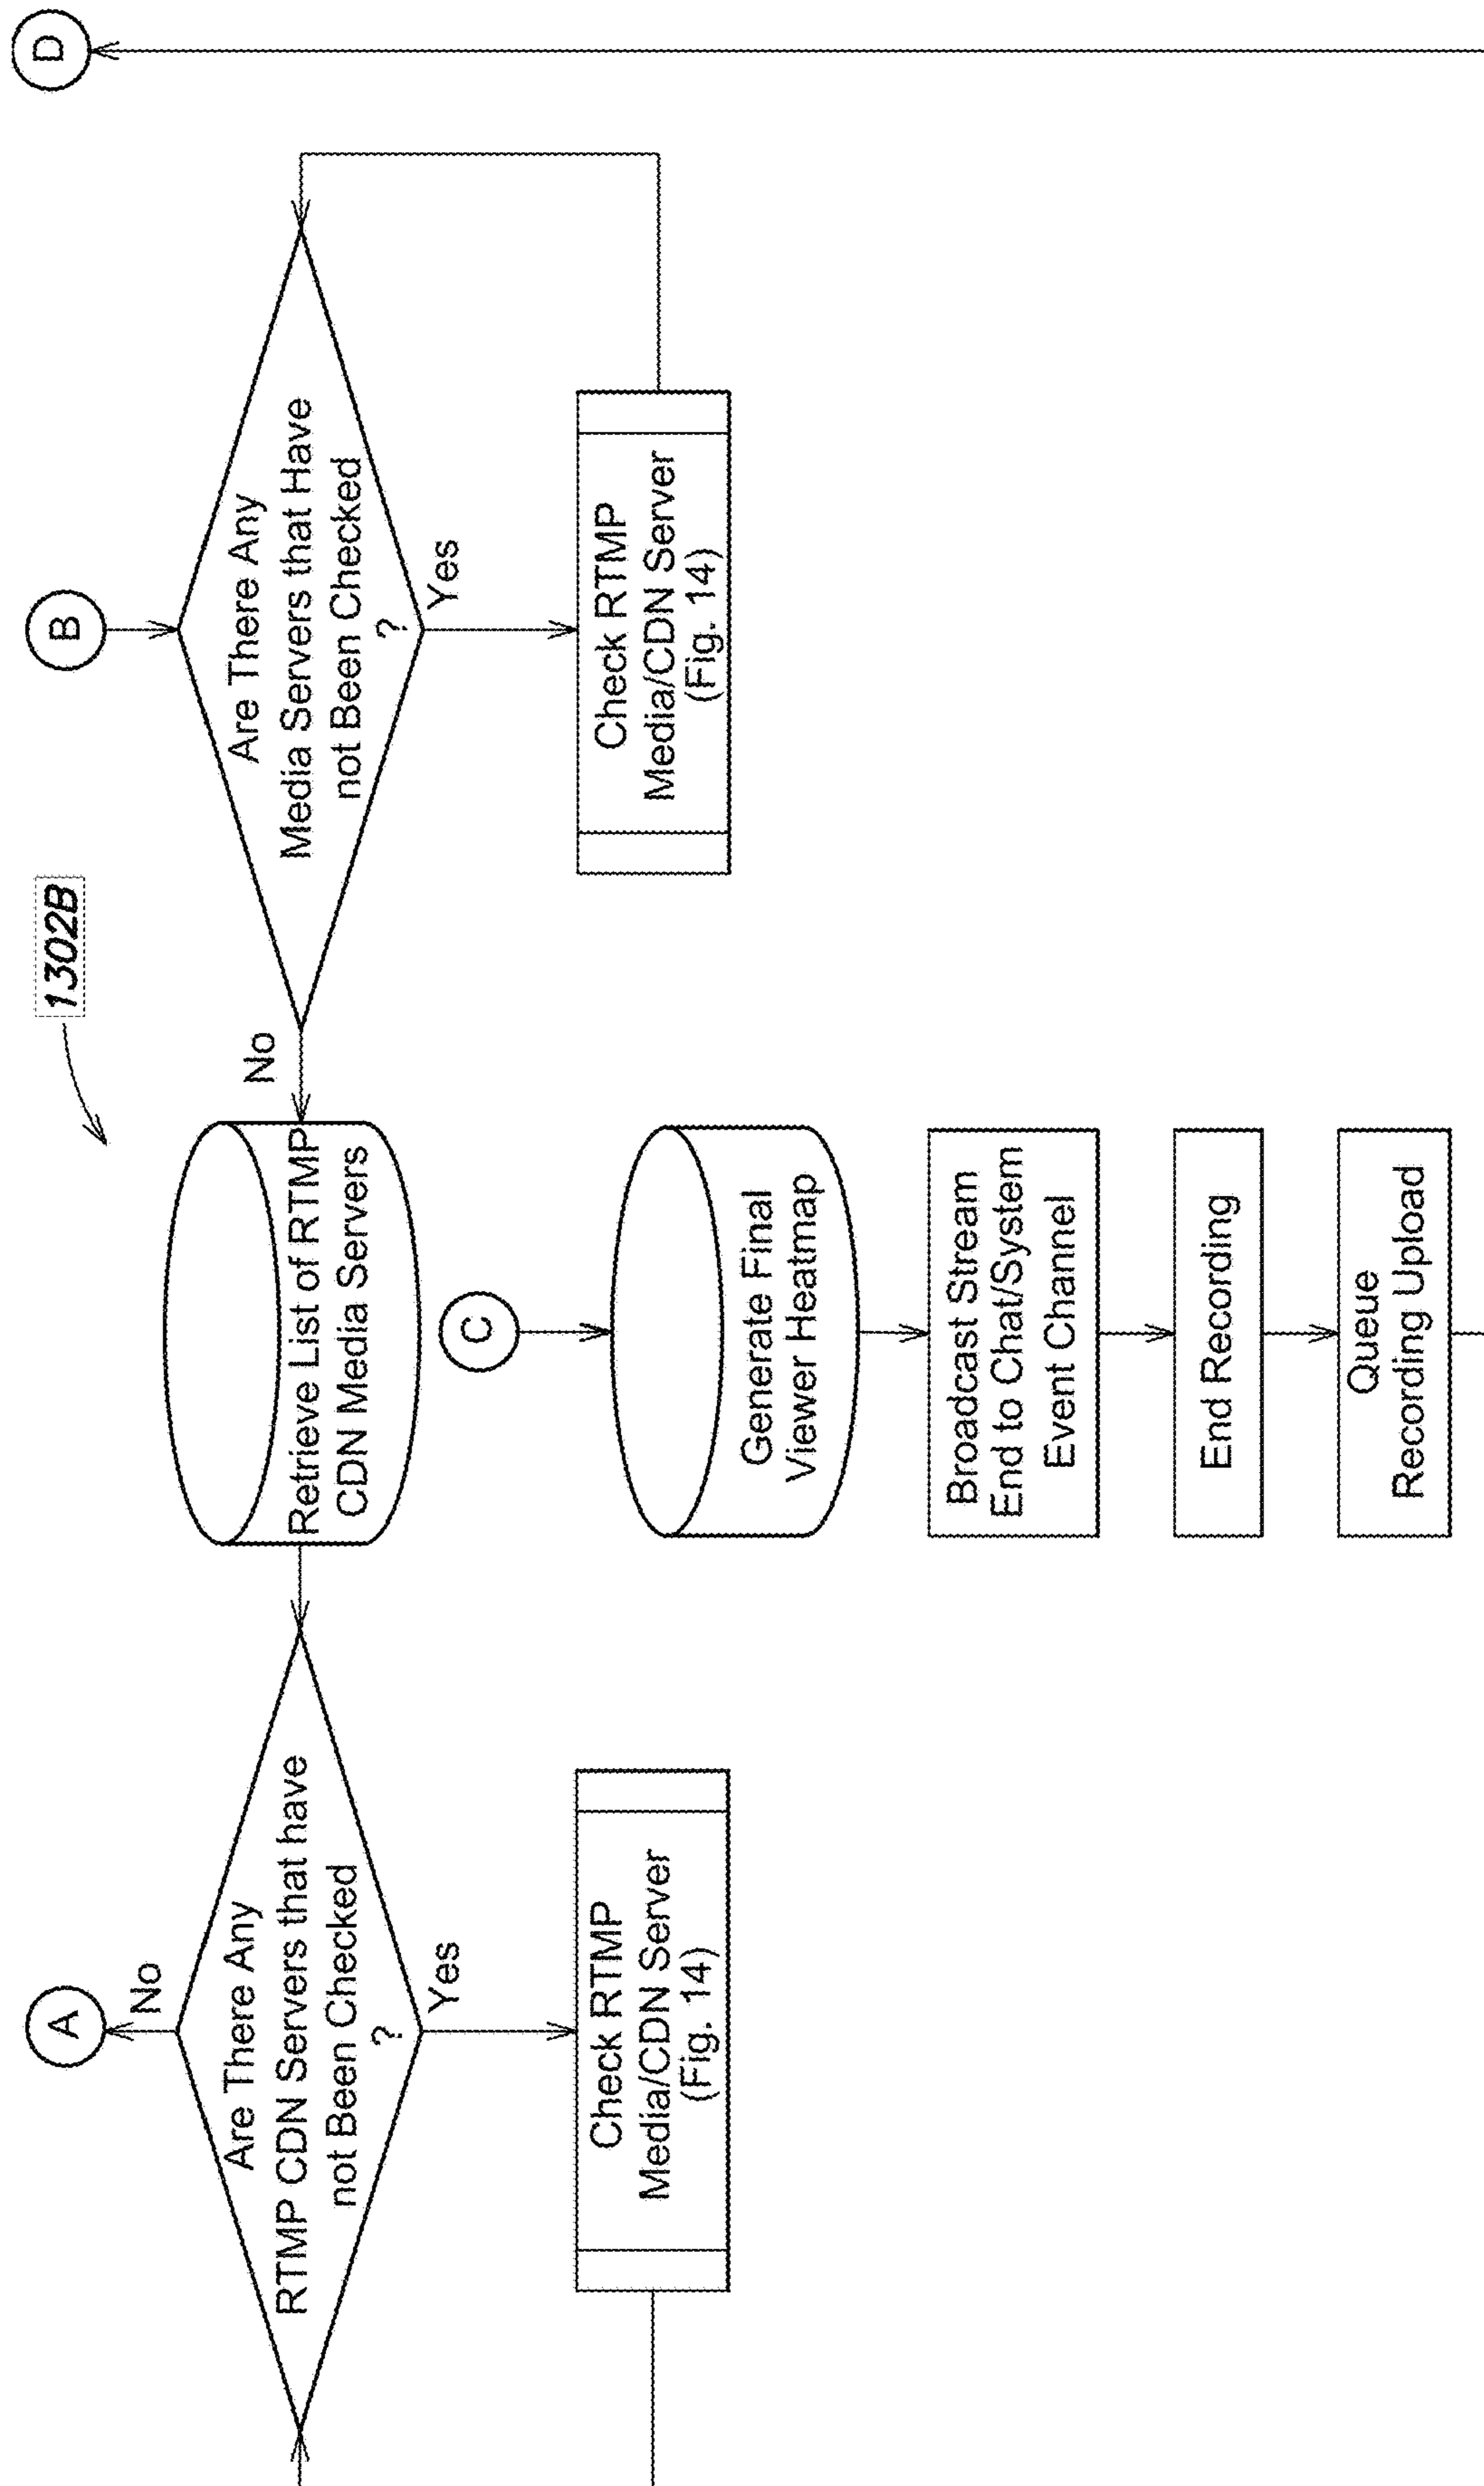 1302B
A
No
Are There Any
RTMP CDN Servers that have
not Been Checked
?
Yes
Check RTMP
Media/CDN Server
(Fig. 14)
Retrieve List of RTMP
CDN Media Servers
No
B
Are There Any
Media Servers that Have
not Been Checked
?
Yes
Check RTMP
Media/CDN Server
(Fig. 14)
C
Generate Final
Viewer Heatmap
Broadcast Stream
End to Chat/System
Event Channel
End Recording
Queue
Recording Upload
D